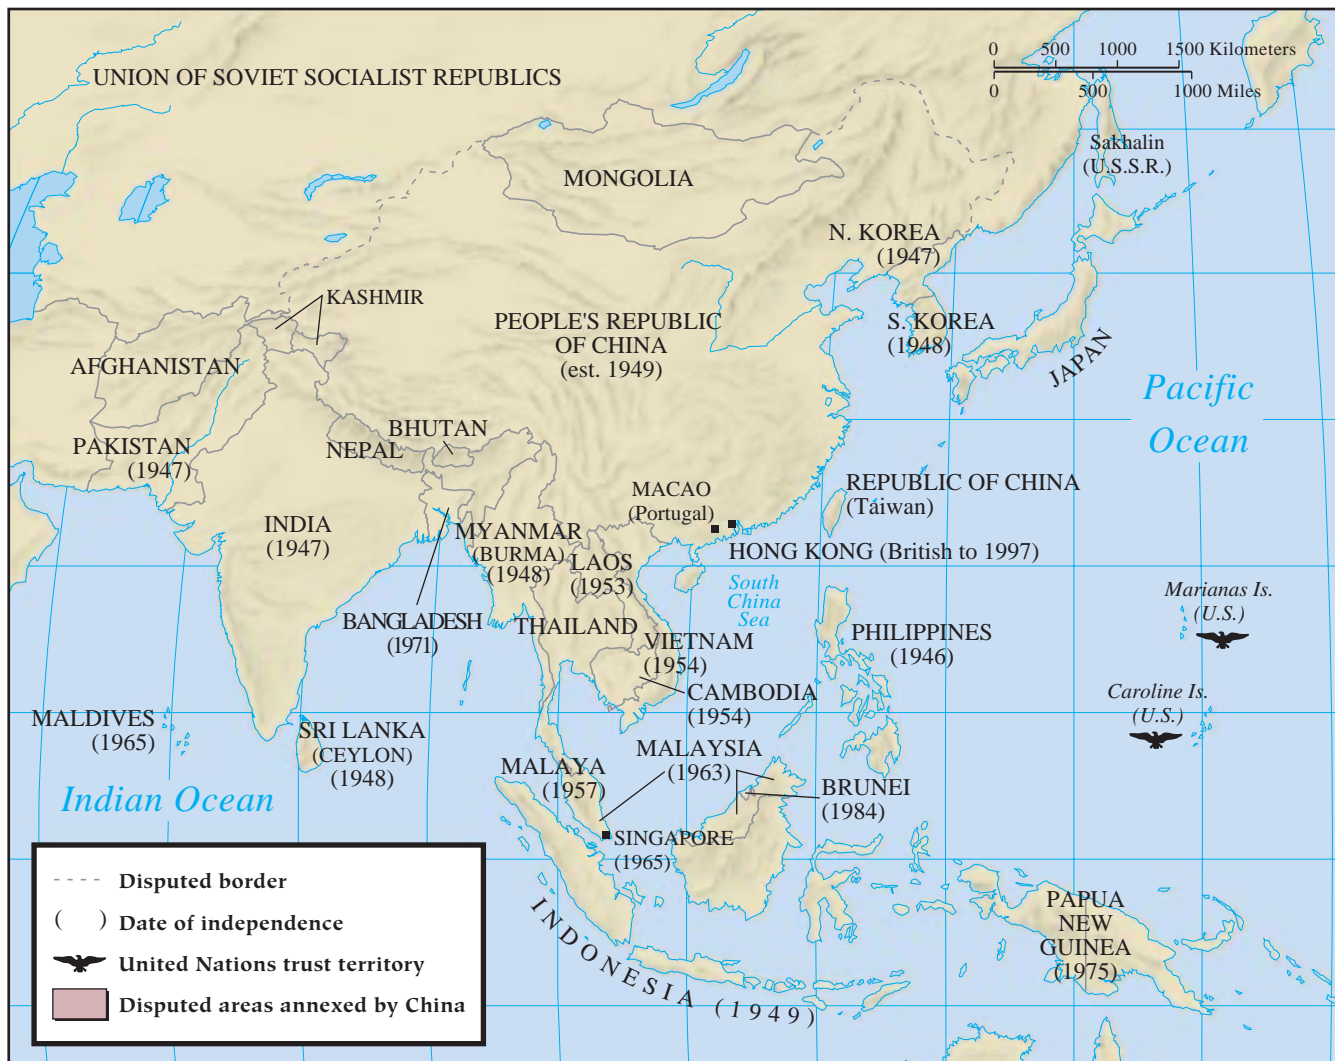 0 500 1000 1500 Kilometers
0 500 1000 Miles
UNION OF SOVIET SOCIALIST REPUBLICS
Sakhalin
(U.S.S.R.)
MONGOLIA
N. KOREA
(1947)
KASHMIR
PEOPLE'S REPUBLIC
OF CHINA
(est. 1949)
S. KOREA
(1948)
JAPAN
AFGHANISTAN
Pacific
Ocean
PAKISTAN
(1947)
BHUTAN
NEPAL
MACAO
(Portugal)
REPUBLIC OF CHINA
(Taiwan)
INDIA
(1947)
MYANMAR
(BURMA)
(1948)
LAOS
(1953)
HONG KONG (British to 1997)
South
China
Sea
Marianas Is.
(U.S.)
BANGLADESH
(1971)
THAILAND
VIETNAM
(1954)
PHILIPPINES
(1946)
CAMBODIA
(1954)
Caroline Is.
(U.S.)
MALDIVES
(1965)
SRI LANKA
(CEYLON)
(1948)
MALAYA
(1957)
MALAYSIA
(1963)
BRUNEI
(1984)
Indian Ocean
SINGAPORE
(1965)
INDONESIA (1949)
PAPUA
NEW
GUINEA
(1975)
Disputed border
( ) Date of independence
United Nations trust territory
Disputed areas annexed by China